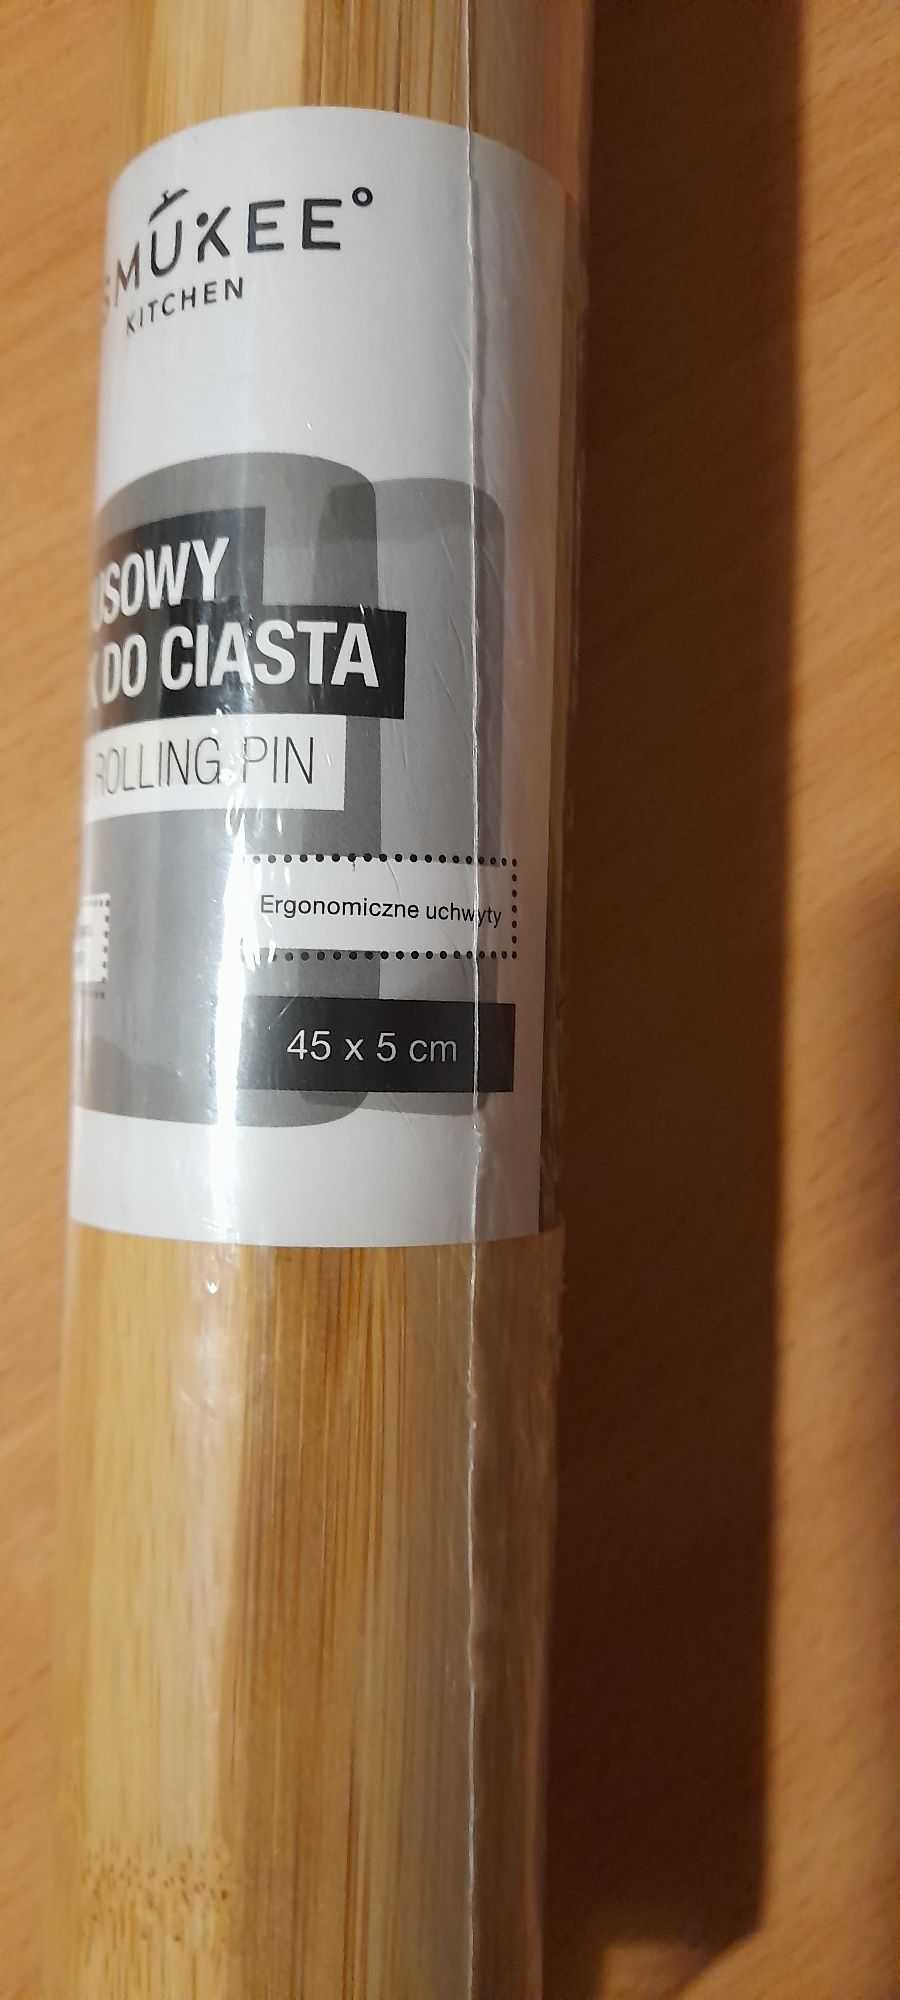 SMUKEE
KITCHEN
USOWY
K DO CIASTA
ROLLING PIN
Ergonomiczne uchwyty
45 x 5 cm